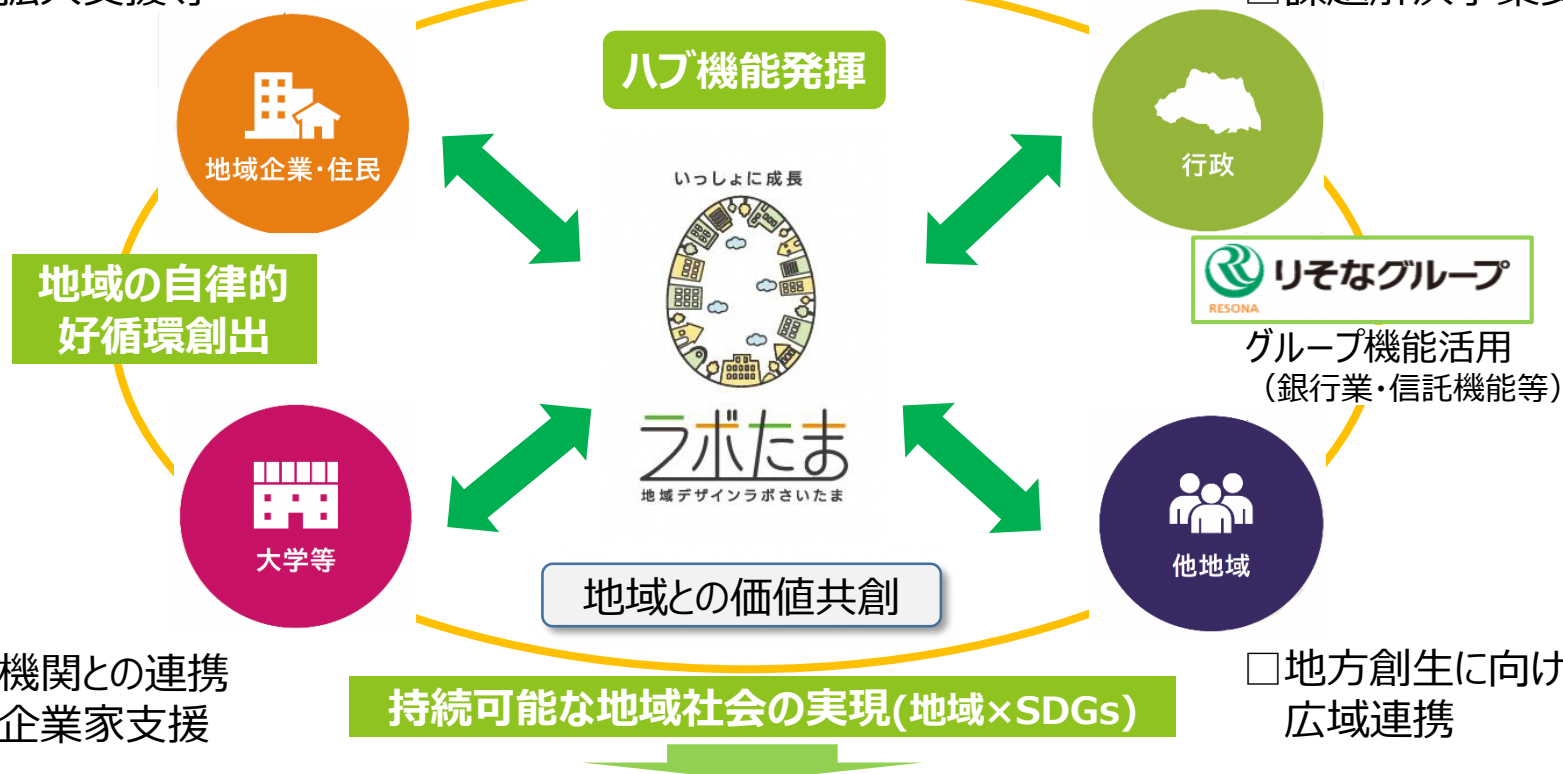 ハブ機能発揮
地域企業・住民
行政
いっしょに成長
地域の自律的
好循環創出
RESONA
りそなグループ
グループ機能活用
（銀行業・信託機能等）
ラボたま
地域デザインラボさいたま
大学等
他地域
地域との価値共創
機関との連携
企業家支援
持続可能な地域社会の実現(地域×SDGs)
□地方創生に向け
広域連携